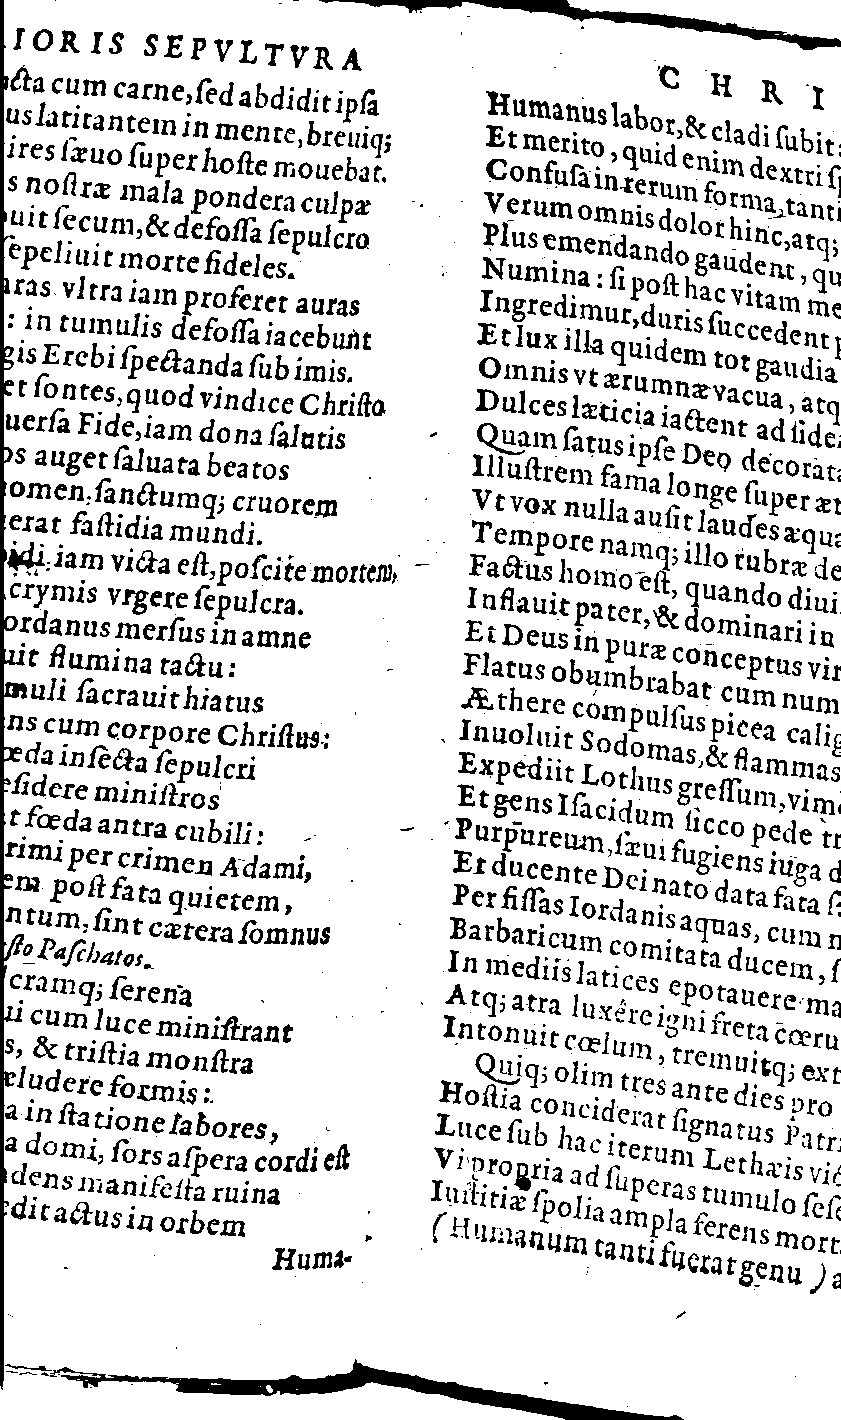 IORIS SEPVLTVRA
cta cum carne, ſed abdidit ipſa
us latitantem in mente, breuiq;
ires ſæuo ſuper hoſte mouebat.
s noſtræ mala pondera culpæ
uit ſecum, & defoſſa ſepulcro
ſepeliuit morte fideles.
aras vltra iam proferet auras
: in tumulis defoſſa iacebunt
gis Erebi ſpectanda ſub imis.
et ſontes, quod vindice Chriſto
uerſa Fide, iam dona ſalutis
os auget ſaluata beatos
nomen, ſanctumq; cruorem
erat faſtidia mundi.
iam victa eſt, poſcite mortem,
crymis vrgere ſepulcra.
ordanus merſus in amne
uit flumina tactu:
muli ſacrauit hiatus
ens cum corpore Chriſtus:
œda infecta ſepulcri
eſidere miniſtros
t fœda antra cubili:
rimi per crimen Adami,
em poſt fata quietem,
ntum, ſint cætera ſomnus
ſto Paſchatos.
cramq; ſerena
ui cum luce miniſtrant
s, & triſtia monſtra
eludere formis:
a in ſtatione labores,
a domi, ſors aſpera cordi eſt
adens manifeſta ruina
edit actus in orbem
Huma-
CHRI
Humanus labor, & cladi ſubit
Et merito, quid enim dextri ſp
Confuſa in rerum forma, tanti
Verum omnis dolor hinc, atq;
Plus emendando gaudent, qu
Numina: ſi poſt hac vitam me
Ingredimur, duris ſuccedent p
Et lux illa quidem tot gaudia
Omnis vt ærumnæ vacua, atq
Dulces læticia iactent ad ſide
Quam ſatus ipſe Deo decorata
Illuſtrem fama longe ſuper æt
Vt vox nulla auſit laudes æqua
Tempore namq; illo rubræ de
Factus homo eſt, quando diui
Inflauit pater, & dominari in
Et Deus in puræ conceptus vir
Flatus obumbrabat cum num
Æthere compulſus picea calig
Inuoluit Sodomas, & flammas
Expediit Lothus greſſum, vim
Et gens Iſacidum ſicco pede tr
Purpureum, ſæui fugiens iuga d
Et ducente Dei nato data fata ſ
Per fiſſas Iordanis aquas, cum
Barbaricum comitata ducem, ſ
In mediis latices epotauere ma
Atq; atra luxêre igni freta cœru
Intonuit cœlum, tremuitq; ext
Quiq; olim tres ante dies pro
Hoſtia conciderat ſignatus Patri
Luce ſub hac iterum Lethæis vi
Vi propria ad ſuperas tumulo ſeſe
Iuſtitiæ ſpolia ampla ferens mort
(Humanum tanti fuerat genu) a